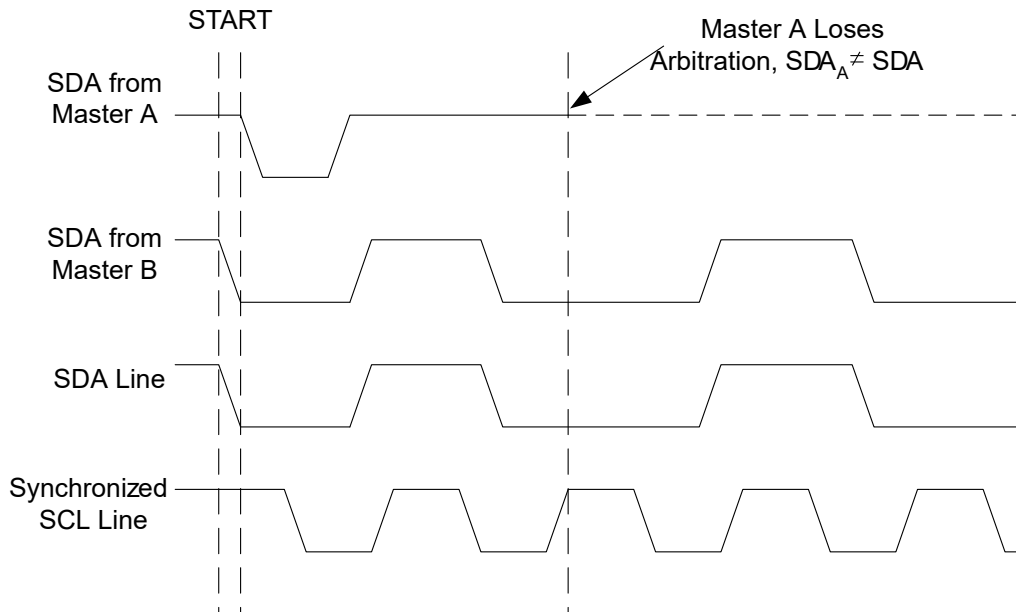 START
Master A Loses
Arbitration, SDA_A ≠ SDA
SDA from
Master A
SDA from
Master B
SDA Line
Synchronized
SCL Line